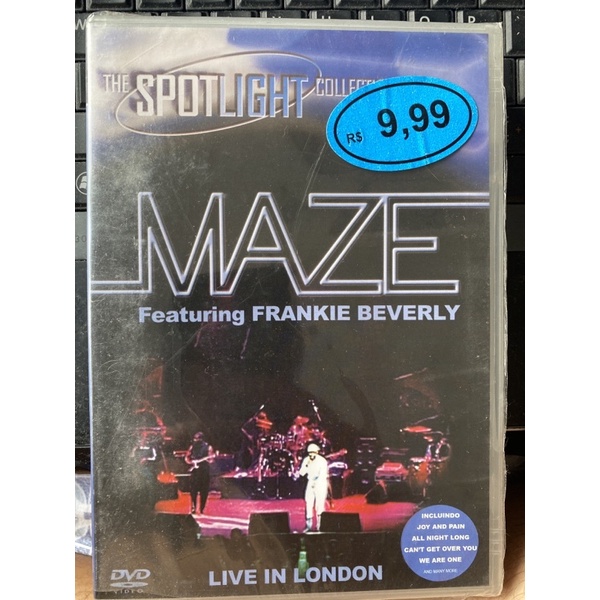 THE SPOTLIGHT
R$ 9,99
MAZE
Featuring FRANKIE BEVERLY
INCLUINDO
JOY AND PAIN
ALL NIGHT LONG
CAN'T GET OVER YOU
WE ARE ONE
AND MANY MORE
DVD
VIDEO
LIVE IN LONDON